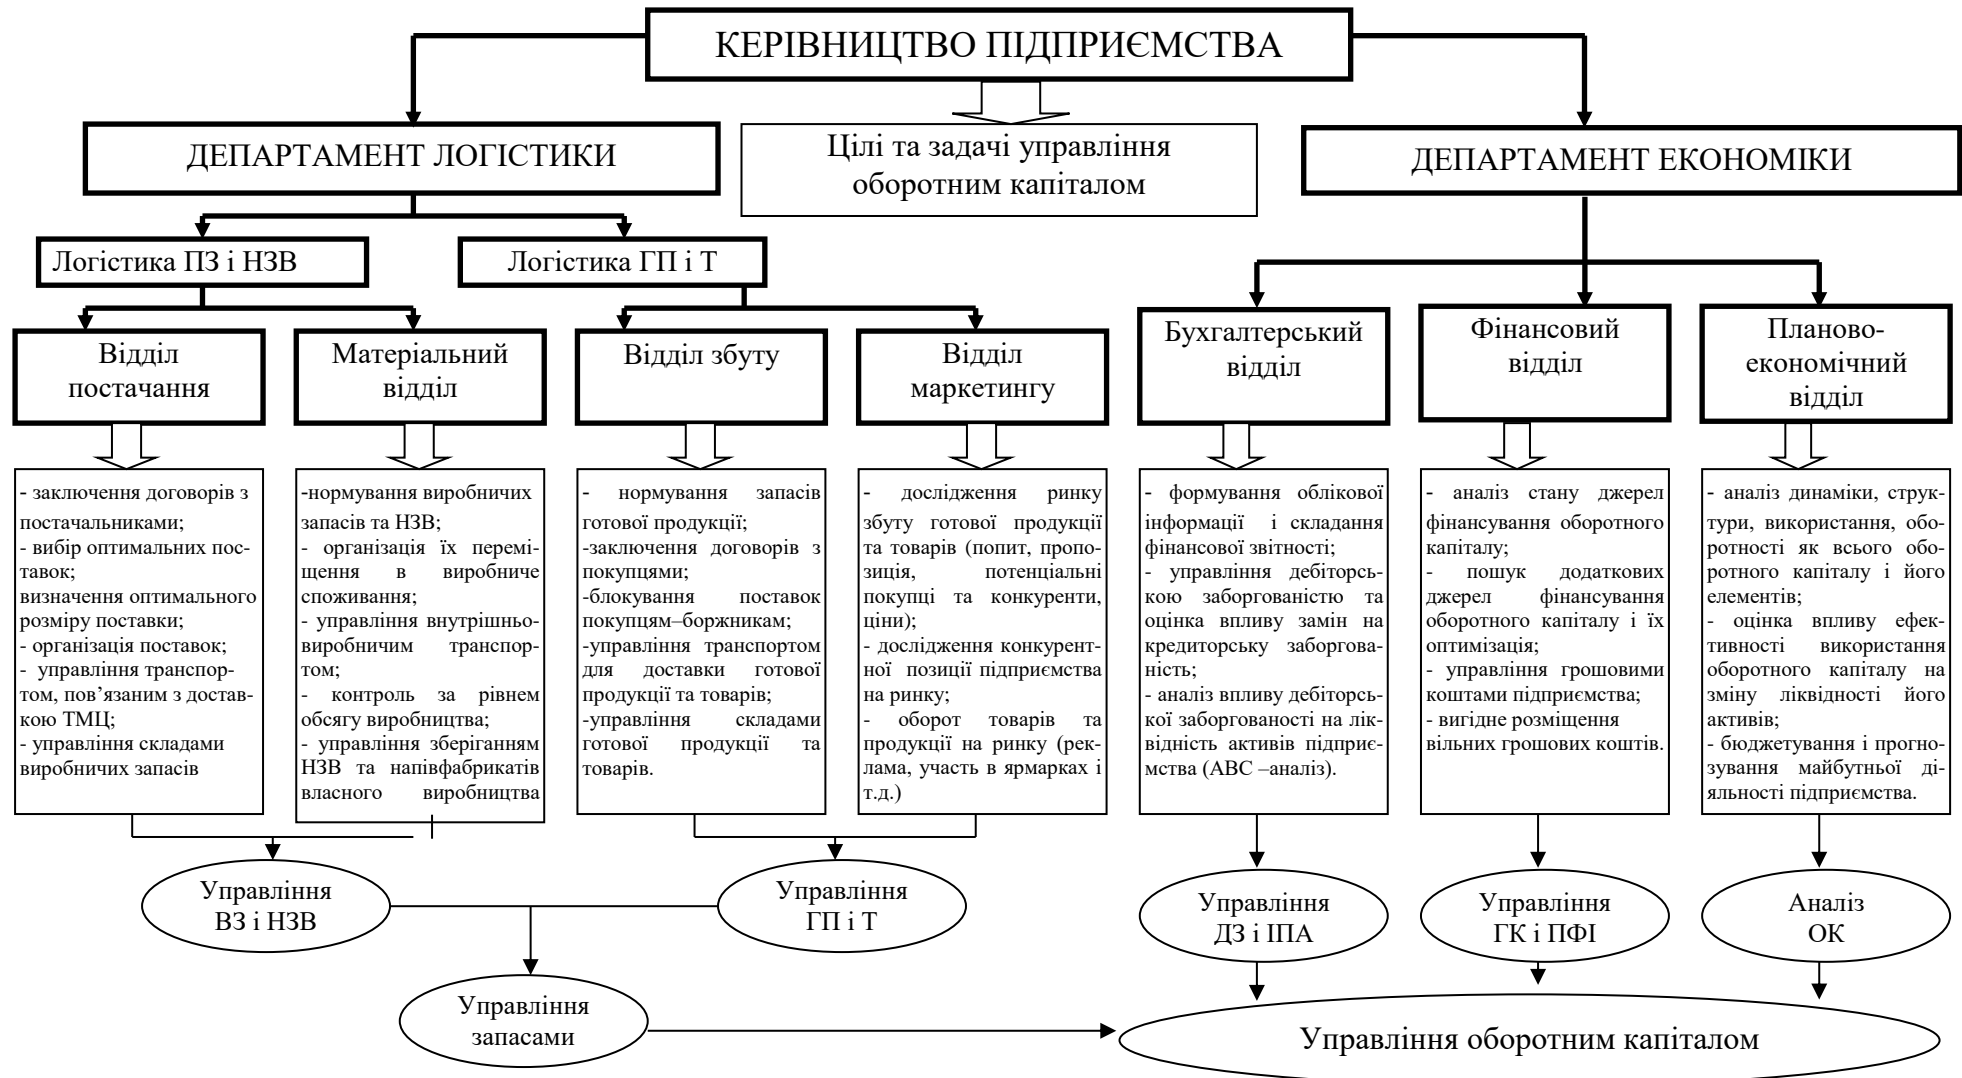 КЕРІВНИЦТВО ПІДПРИЄМСТВА
ДЕПАРТАМЕНТ ЛОГІСТИКИ
Цілі та задачі управління
оборотним капіталом
ДЕПАРТАМЕНТ ЕКОНОМІКИ
Логістика ПЗ і НЗВ
Логістика ГП і Т
Відділ
постачання
Матеріальний
відділ
Відділ збуту
Відділ
маркетингу
Бухгалтерський
відділ
Фінансовий
відділ
Планово-
економічний
відділ
- заключення договорів з
постачальниками;
- вибір оптимальних пос-
тавок;
визначення оптимального
розміру поставки;
- організація поставок;
- управління транспор-
том, пов’язаним з достав-
кою ТМЦ;
- управління складами
виробничих запасів
-нормування виробничих
запасів та НЗВ;
- організація їх перемі-
щення в виробниче
споживання;
- управління внутрішньо-
виробничим транспор-
том;
- контроль за рівнем
обсягу виробництва;
- управління зберіганням
НЗВ та напівфабрикатів
власного виробництва
- нормування запасів
готової продукції;
-заключення договорів з
покупцями;
-блокування поставок
покупцям–боржникам;
-управління транспортом
для доставки готової
продукції та товарів;
-управління складами
готової продукції та
товарів.
- дослідження ринку
збуту готової продукції
та товарів (попит, пропо-
зиція, потенціальні
покупці та конкуренти,
ціни);
- дослідження конкурент-
ної позиції підприємства
на ринку;
- оборот товарів та
продукції на ринку (рек-
лама, участь в ярмарках і
т.д.)
- формування облікової
інформації і складання
фінансової звітності;
- управління дебіторсь-
кою заборгованістю та
оцінка впливу замін на
кредиторську заборгова-
ність;
- аналіз впливу дебіторсь-
кої заборгованості на лік-
відність активів підприє-
мства (АВС –аналіз).
- аналіз стану джерел
фінансування оборотного
капіталу;
- пошук додаткових
джерел фінансування
оборотного капіталу і їх
оптимізація;
- управління грошовими
коштами підприємства;
- вигідне розміщення
вільних грошових коштів.
- аналіз динаміки, струк-
тури, використання, обо-
ротності як всього обо-
ротного капіталу і його
елементів;
- оцінка впливу ефек-
тивності використання
оборотного капіталу на
зміну ліквідності його
активів;
- бюджетування і прогно-
зування майбутньої ді-
яльності підприємства.
Управління
ВЗ і НЗВ
Управління
ГП і Т
Управління
ДЗ і ІПА
Управління
ГК і ПФІ
Аналіз
ОК
Управління
запасами
Управління оборотним капіталом